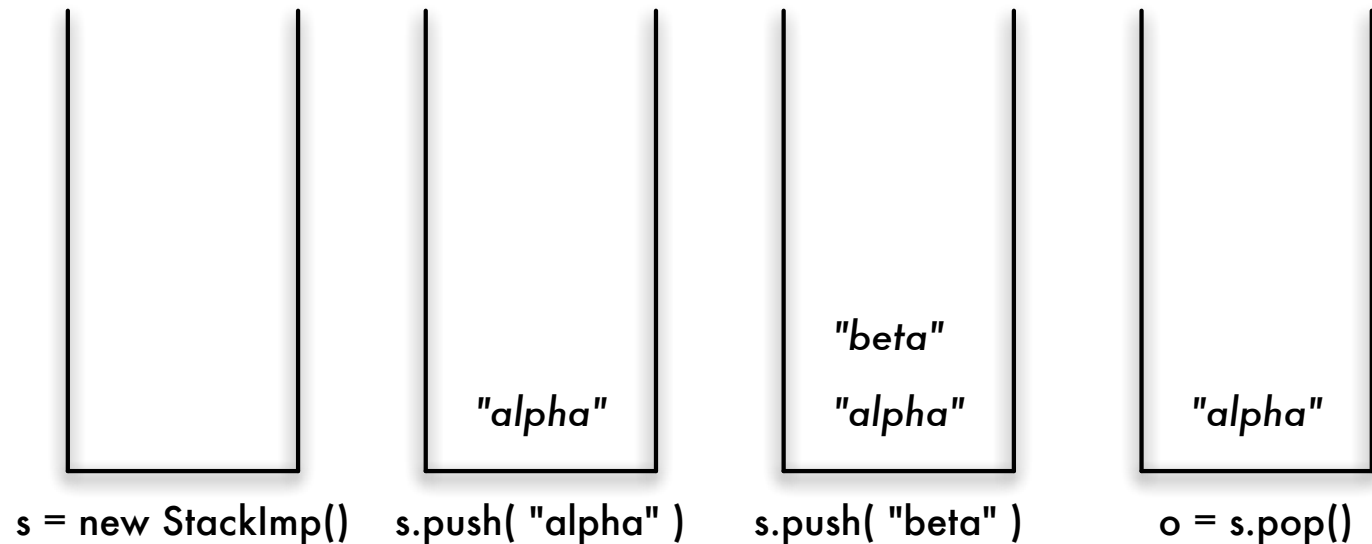 "beta"
"alpha" "alpha" "alpha"
s = new StackImp() s.push( "alpha" ) s.push( "beta" ) o = s.pop()